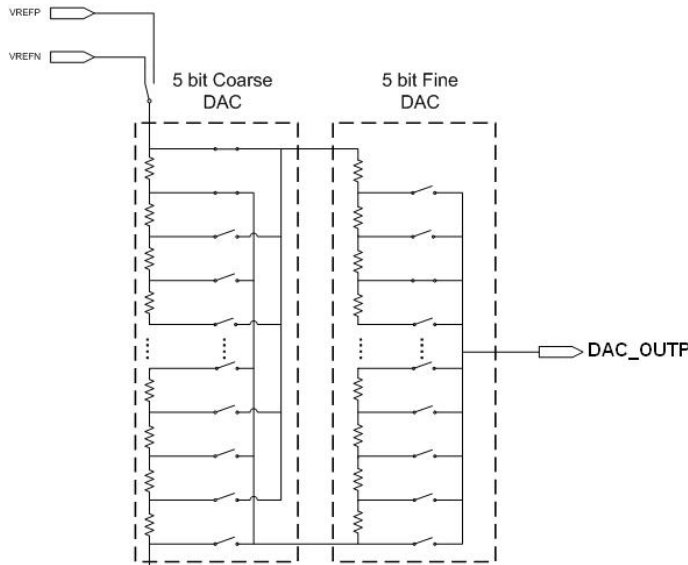 VREFP
VREFN
5 bit Coarse
DAC
5 bit Fine
DAC
DAC_OUTP